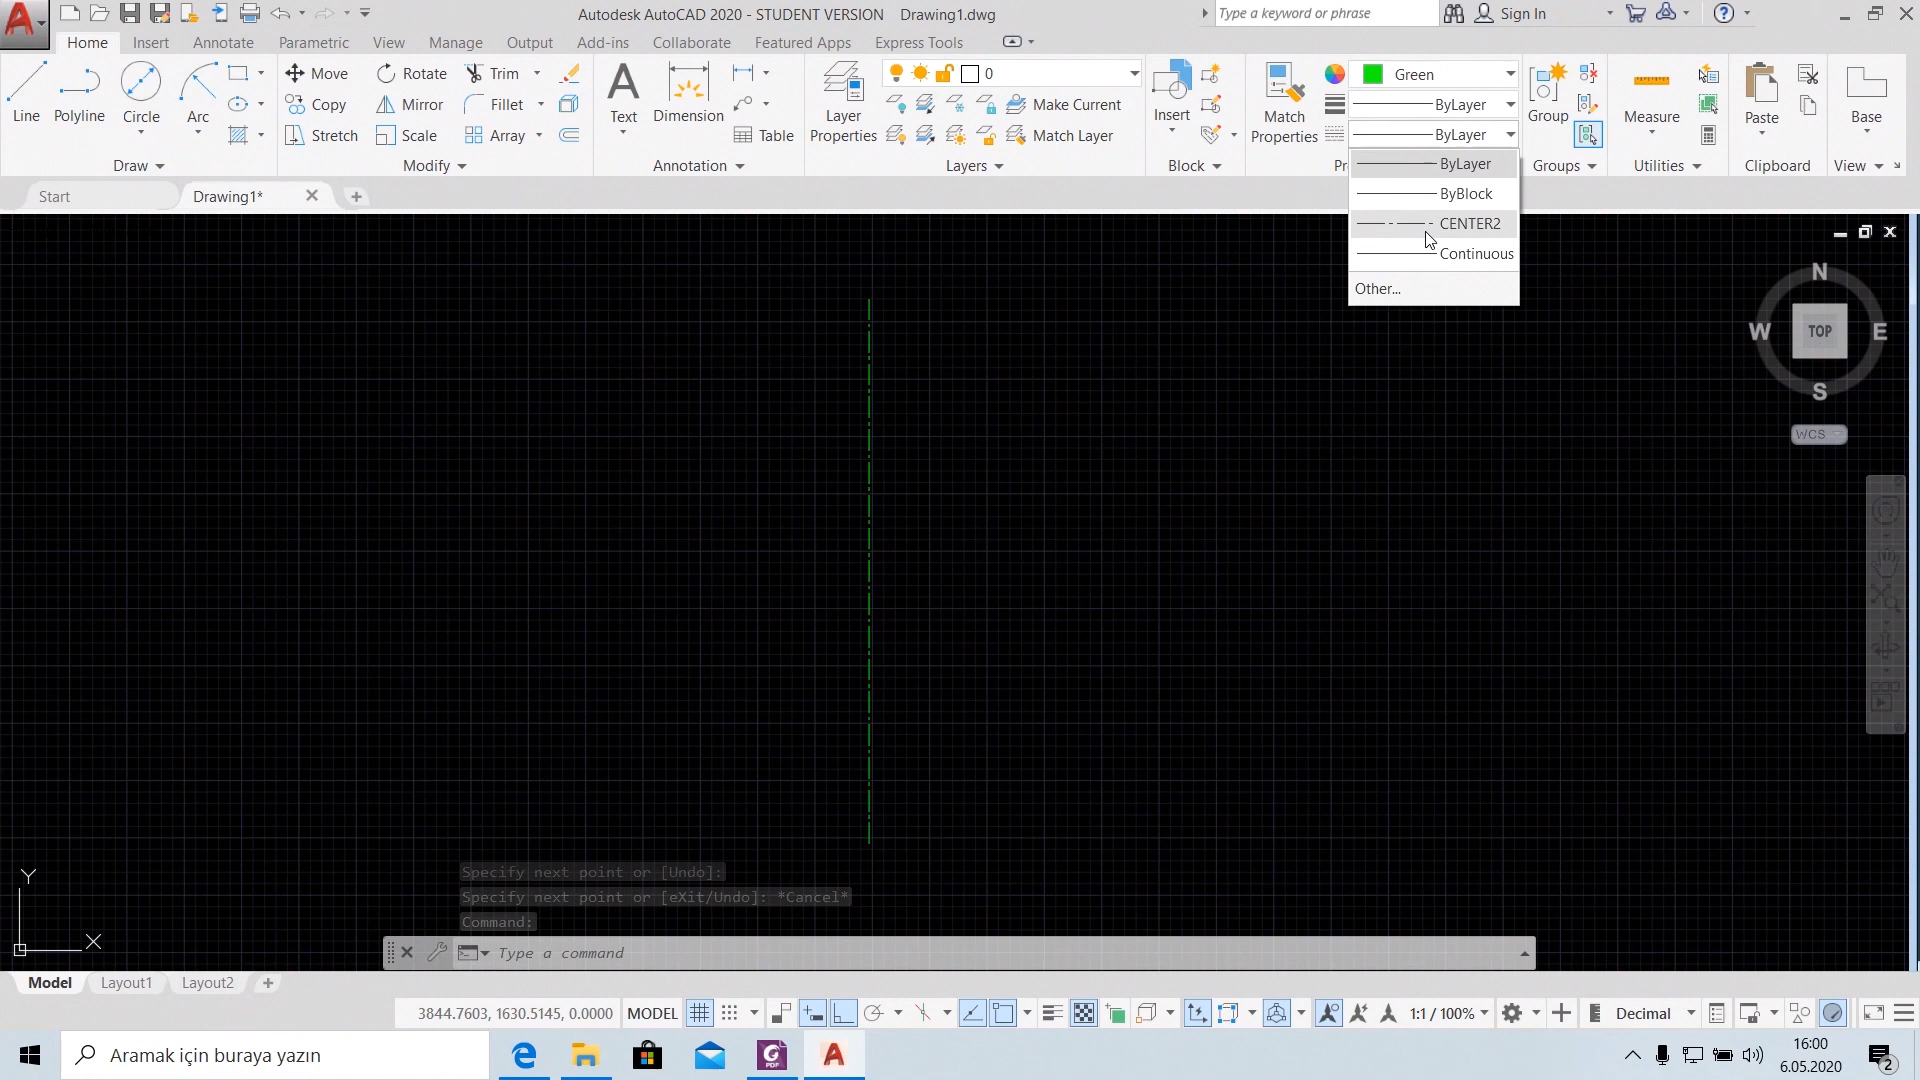 Autodesk AutoCAD 2020 - STUDENT VERSION Drawing1.dwg
Type a keyword or phrase
Sign In
Home Insert Annotate Parametric View Manage Output Add-ins Collaborate Featured Apps Express Tools
Line Polyline Circle Arc
Move Rotate Trim
Copy Mirror Fillet
Stretch Scale Array
Text Dimension Table
Layer Properties
0
Make Current
Match Layer
Insert
Match Properties
Green
ByLayer
ByLayer
Group
Measure
Paste
Base
Draw Modify Annotation Layers Block Pr Groups Utilities Clipboard View
ByLayer
ByBlock
CENTER2
Continuous
Other...
Start Drawing1*
N
W TOP E
S
WCS
Y
X
Specify next point or [Undo]:
Specify next point or [eXit/Undo]: *Cancel*
Command:
Type a command
Model Layout1 Layout2
3844.7603, 1630.5145, 0.0000 MODEL 1:1 / 100% Decimal
Aramak için buraya yazın
PDF
16:00
6.05.2020
2